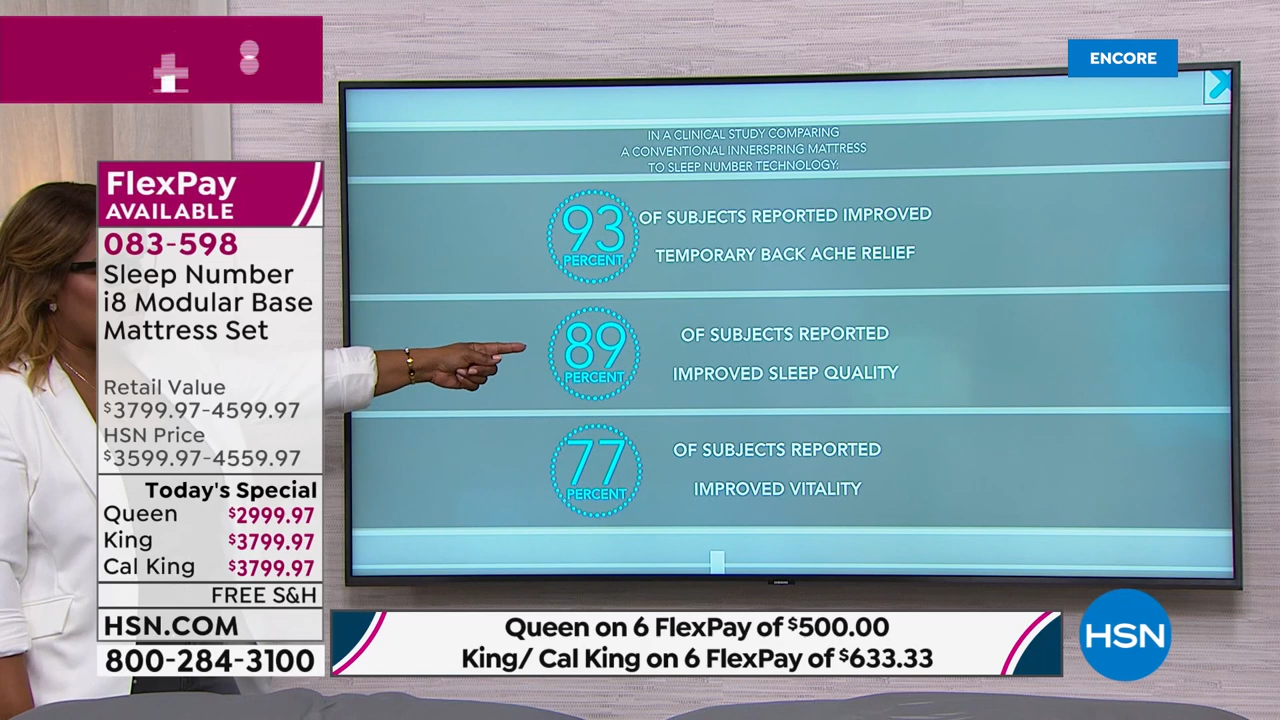 ENCORE
FlexPay
AVAILABLE
083-598
Sleep Number
i8 Modular Base
Mattress Set
Retail Value
$3799.97-4599.97
HSN Price
$3599.97-4559.97
Today's Special
Queen $2999.97
King $3799.97
Cal King $3799.97
FREE S&H
HSN.COM
800-284-3100
IN A CLINICAL STUDY COMPARING
A CONVENTIONAL INNERSPRING MATTRESS
TO SLEEP NUMBER TECHNOLOGY:
93 OF SUBJECTS REPORTED IMPROVED
PERCENT TEMPORARY BACK ACHE RELIEF
89 OF SUBJECTS REPORTED
PERCENT IMPROVED SLEEP QUALITY
77 OF SUBJECTS REPORTED
PERCENT IMPROVED VITALITY
SAMSUNG
Queen on 6 FlexPay of $500.00
King/ Cal King on 6 FlexPay of $633.33
HSN